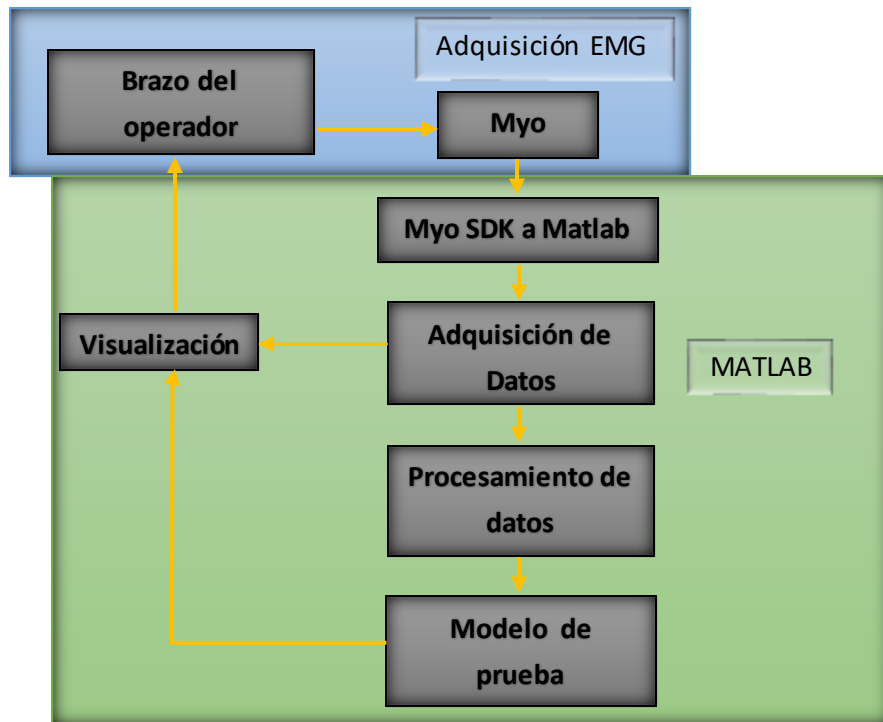 Adquisición EMG
Brazo del
operador
Myo
Myo SDK a Matlab
Visualización
Adquisición de
Datos
MATLAB
Procesamiento de
datos
Modelo de
prueba